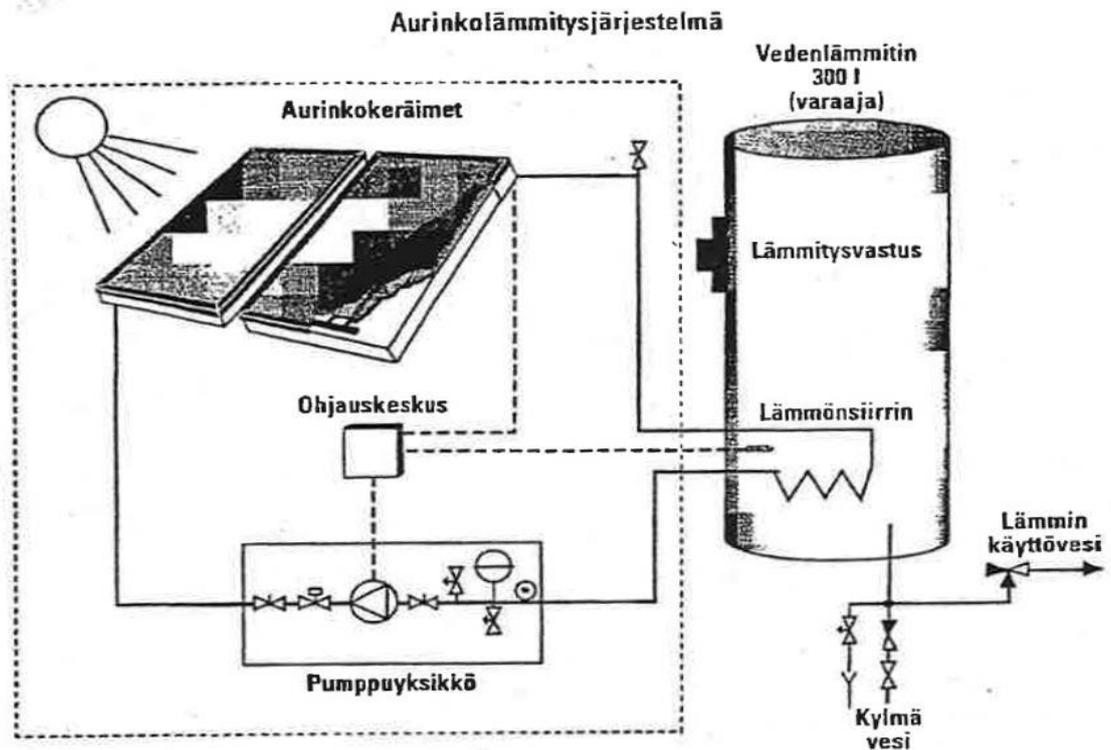 Aurinkolämmitysjärjestelmä
Vedenlämmitin
300 l
(varaaja)
Aurinkokeräimet
Lämmitysvastus
Ohjauskeskus
Lämmönsiirrin
Lämmin
käyttövesi
Pumppuyksikkö
Kylmä
vesi